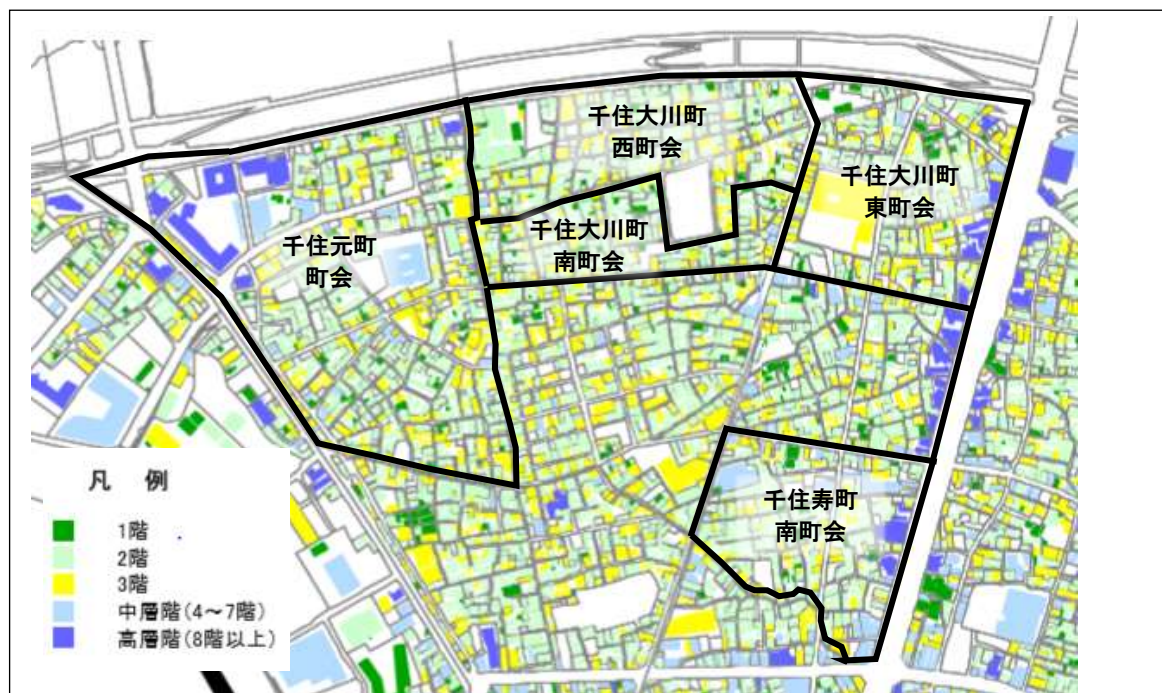 千住大川町
西町会
千住大川町
東町会
千住大川町
南町会
千住元町
町会
千住寿町
南町会
凡 例
1階
2階
3階
中層階(4～7階)
高層階(8階以上)